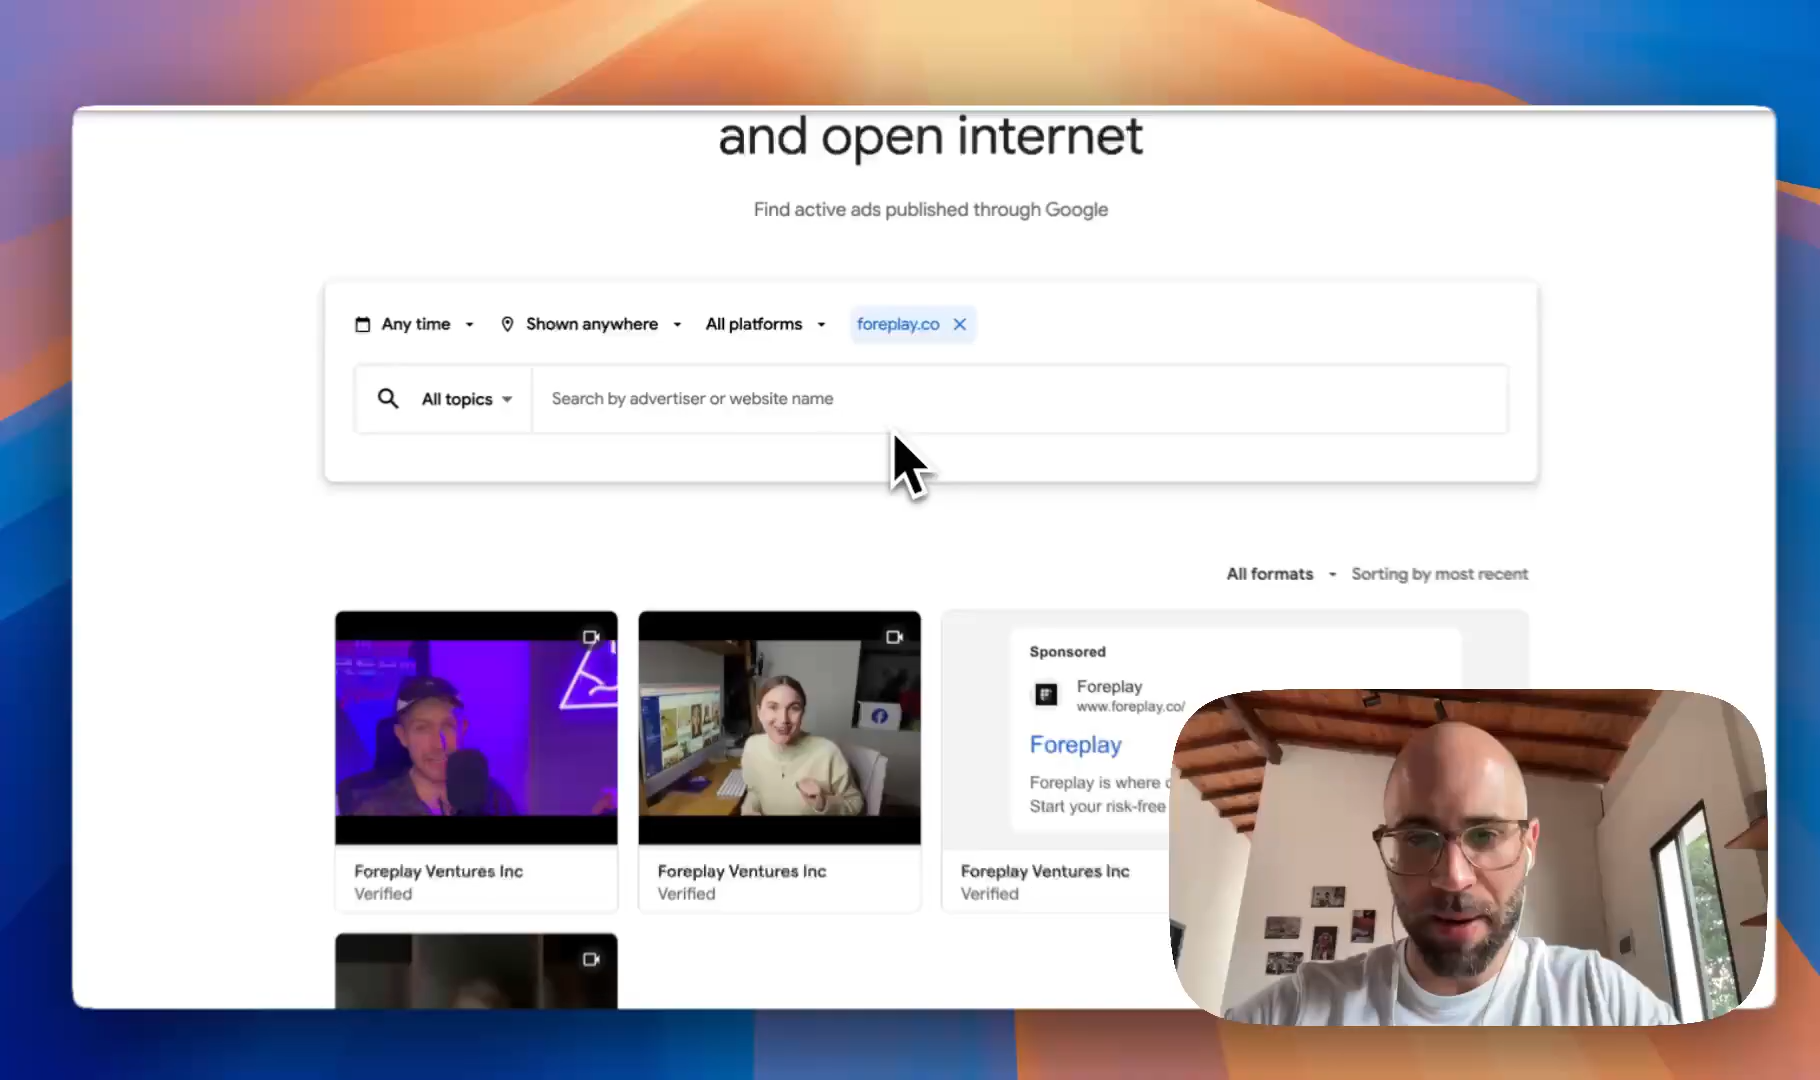 and open internet
Find active ads published through Google
Any time
Shown anywhere
All platforms
foreplay.co
All topics
Search by advertiser or website name
All formats
Sorting by most recent
Sponsored
Foreplay
www.foreplay.co/
Foreplay
Foreplay is where
Start your risk-free
Foreplay Ventures Inc
Verified
Foreplay Ventures Inc
Verified
Foreplay Ventures Inc
Verified